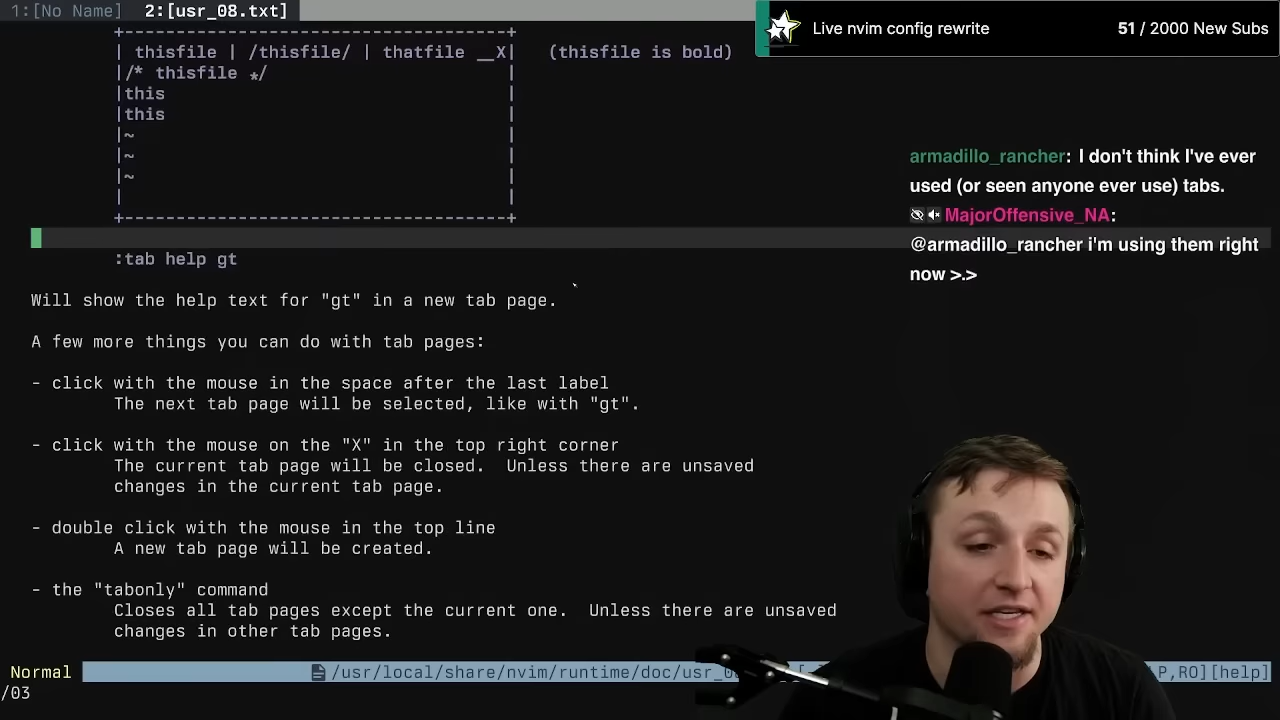 1:[No Name]  2:[usr_08.txt]
+--------------------------------------+
| thisfile | /thisfile/ | thatfile __X|   (thisfile is bold)
|/* thisfile */                        |
|this                                  |
|this                                  |
|~                                     |
|~                                     |
|~                                     |
|                                      |
+--------------------------------------+
:tab help gt
Will show the help text for "gt" in a new tab page.
A few more things you can do with tab pages:
- click with the mouse in the space after the last label
The next tab page will be selected, like with "gt".
- click with the mouse on the "X" in the top right corner
The current tab page will be closed.  Unless there are unsaved
changes in the current tab page.
- double click with the mouse in the top line
A new tab page will be created.
- the "tabonly" command
Closes all tab pages except the current one.  Unless there are unsaved
changes in other tab pages.
Normal /usr/local/share/nvim/runtime/doc/usr_0 P,RO][help]
/03
Live nvim config rewrite 51 / 2000 New Subs
armadillo_rancher: I don't think I've ever
used (or seen anyone ever use) tabs.
MajorOffensive_NA:
@armadillo_rancher i'm using them right
now >.>